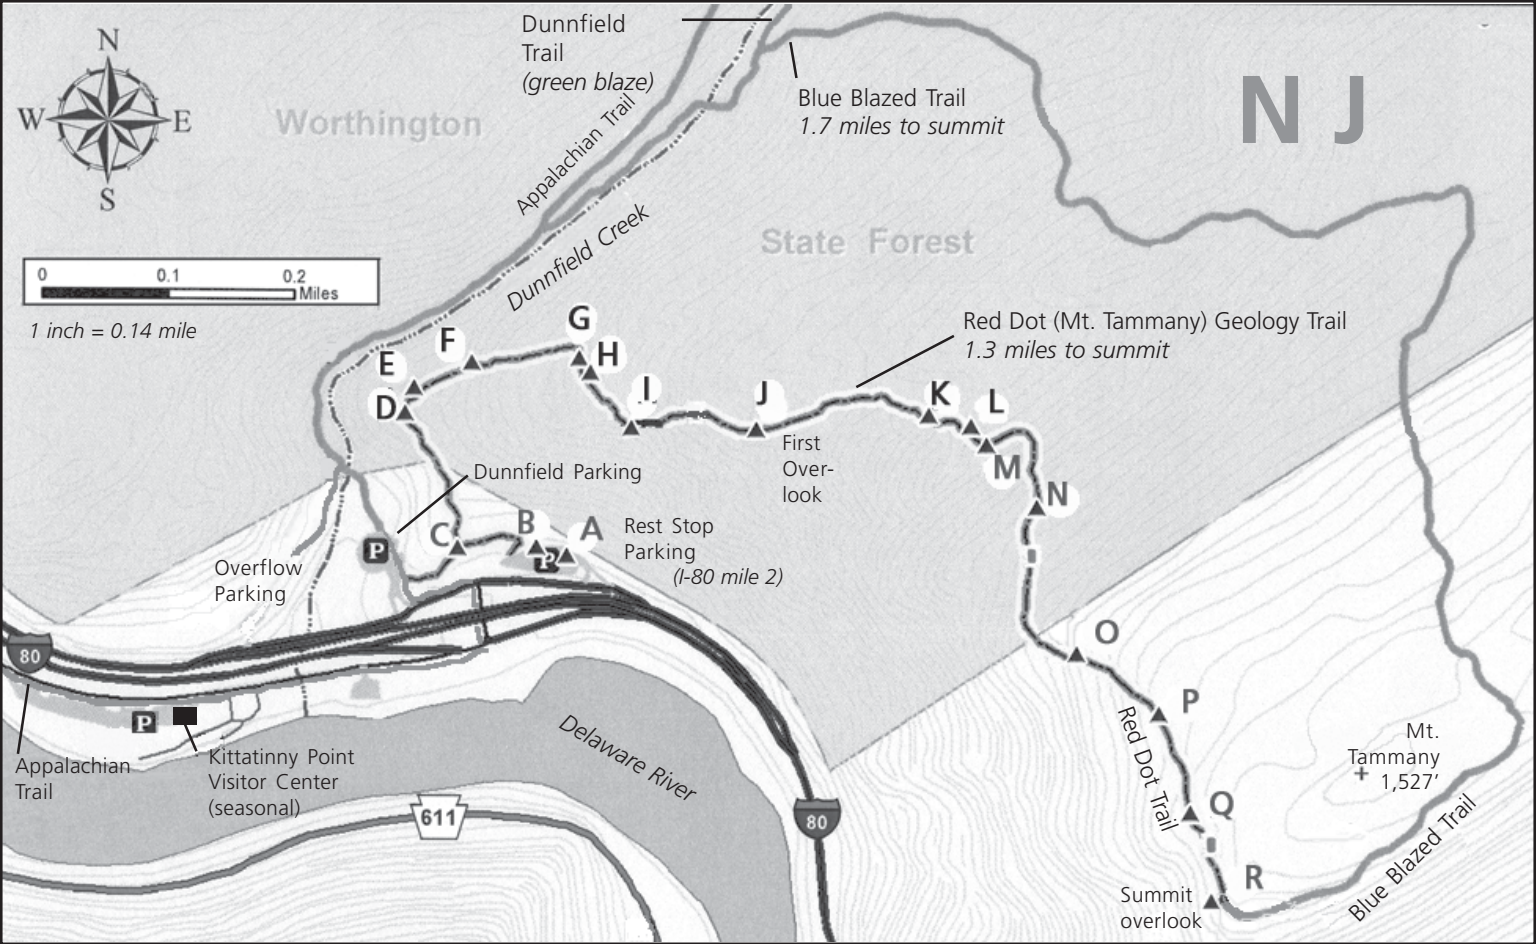 N
W
E
S
Dunnfield
Trail
(green blaze)
Worthington
Appalachian Trail
Blue Blazed Trail
1.7 miles to summit
N J
Dunnfield Creek
State Forest
0 0.1 0.2
Miles
1 inch = 0.14 mile
Red Dot (Mt. Tammany) Geology Trail
1.3 miles to summit
G
F
H
E
D
I
J
K
L
M
N
First
Over-
look
Dunnfield Parking
C
B
A
Rest Stop
Parking
(I-80 mile 2)
P
P
Overflow
Parking
80
O
P
Q
R
Red Dot Trail
Mt.
Tammany
1,527’
Blue Blazed Trail
Summit
overlook
P
Appalachian
Trail
Kittatinny Point
Visitor Center
(seasonal)
Delaware River
611
80